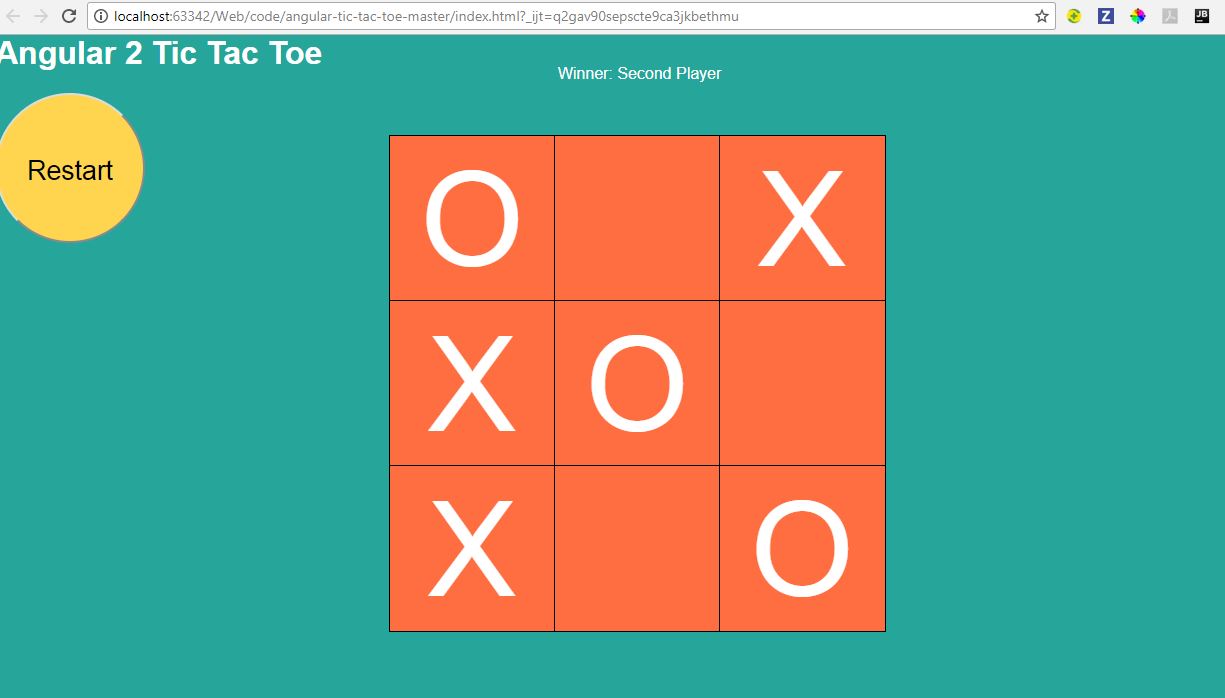 localhost:63342/Web/code/angular-tic-tac-toe-master/index.html?_ijt=q2gav90sepscte9ca3jkbethmu
Z
JB
Angular 2 Tic Tac Toe
Winner: Second Player
Restart
O X
X O
X O